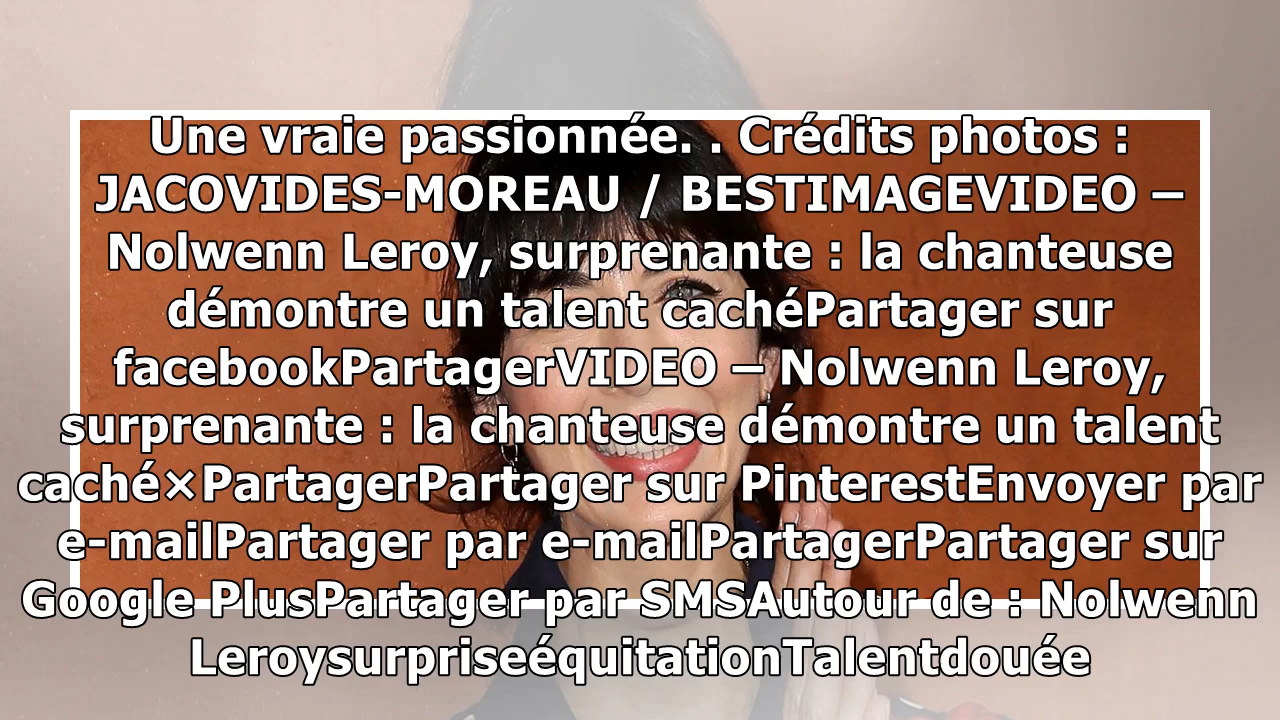 Une vraie passionnée. . Crédits photos :
JACOVIDES-MOREAU / BESTIMAGEVIDEO –
Nolwenn Leroy, surprenante : la chanteuse
démontre un talent cachéPartager sur
facebookPartagerVIDEO – Nolwenn Leroy,
surprenante : la chanteuse démontre un talent
caché×PartagerPartager sur PinterestEnvoyer par
e-mailPartager par e-mailPartagerPartager sur
Google PlusPartager par SMSAutour de : Nolwenn
LeroysurpriseéquitationTalentdouée